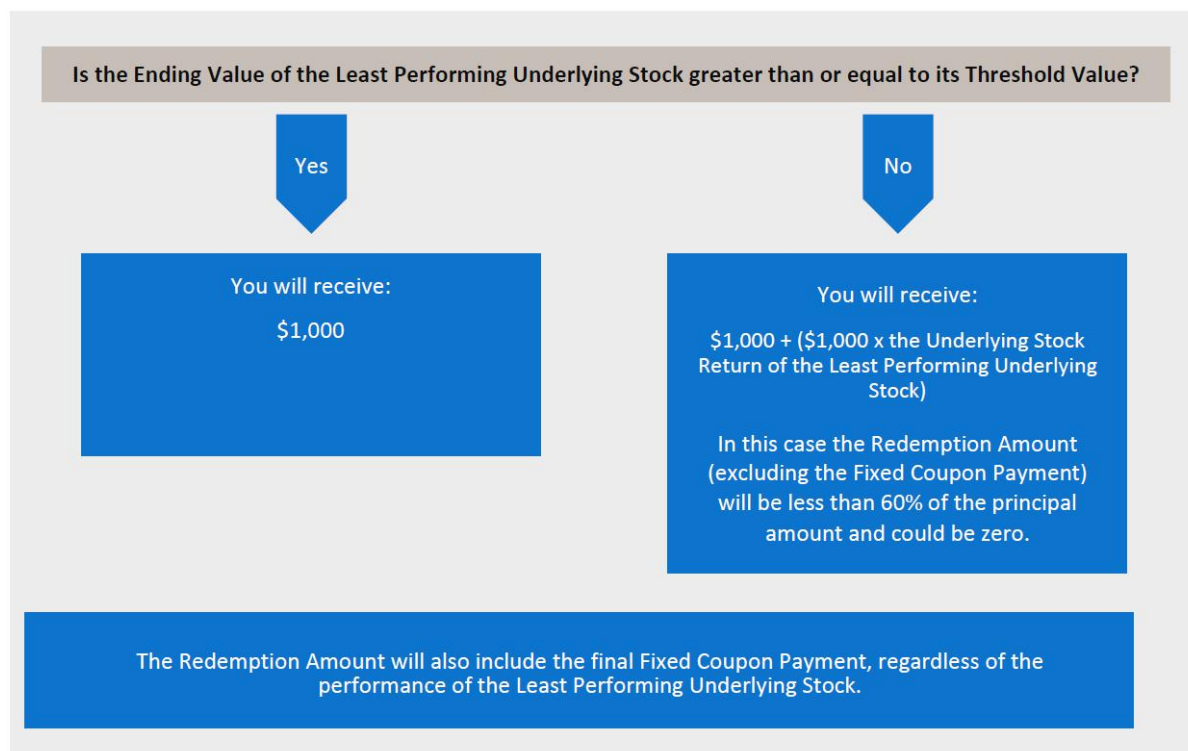 Is the Ending Value of the Least Performing Underlying Stock greater than or equal to its Threshold Value?
Yes
No
You will receive:
$1,000
You will receive:
$1,000 + ($1,000 x the Underlying Stock
Return of the Least Performing Underlying
Stock)
In this case the Redemption Amount
(excluding the Fixed Coupon Payment)
will be less than 60% of the principal
amount and could be zero.
The Redemption Amount will also include the final Fixed Coupon Payment, regardless of the
performance of the Least Performing Underlying Stock.